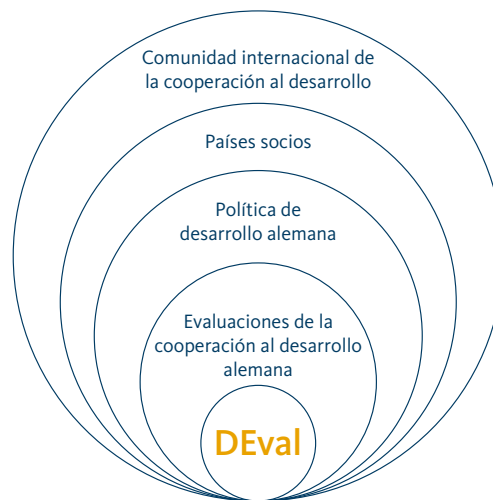 Comunidad internacional de
la cooperación al desarrollo
Países socios
Política de
desarrollo alemana
Evaluaciones de la
cooperación al desarrollo
alemana
DEval